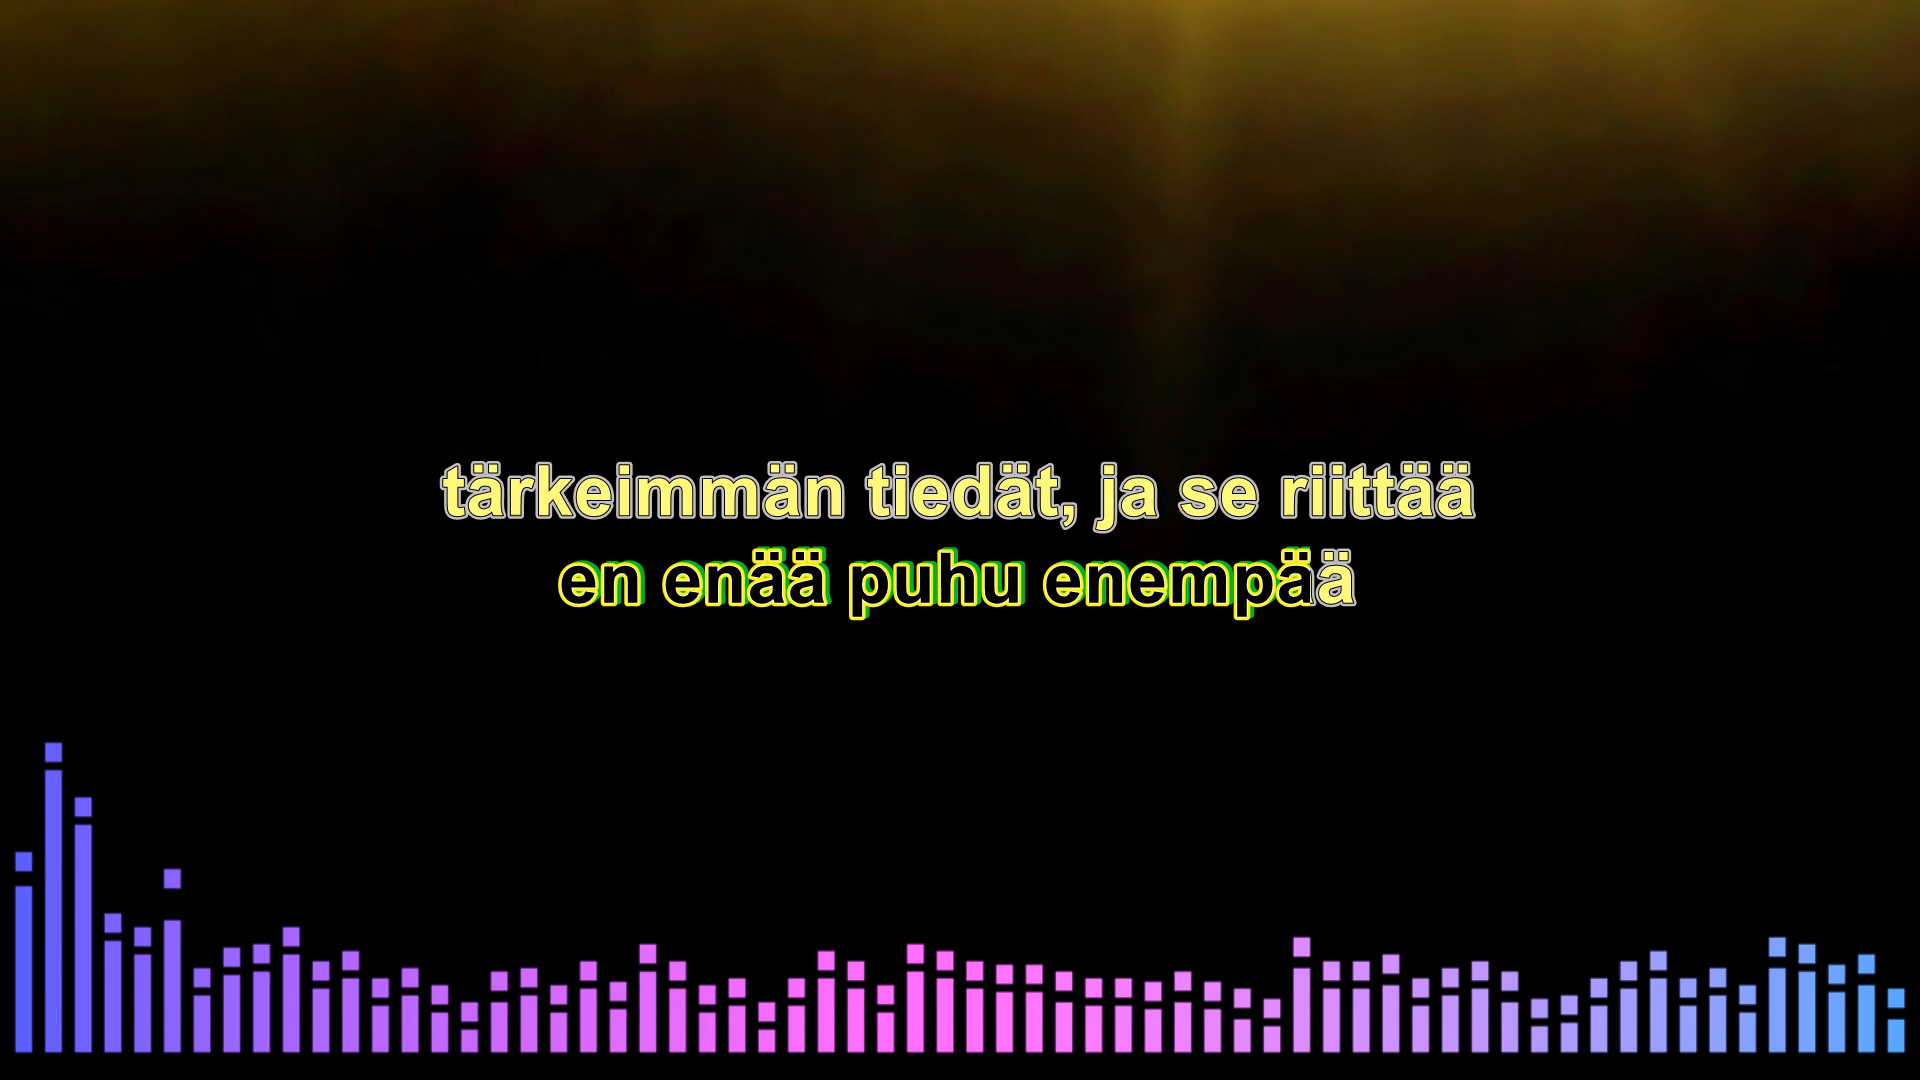 tärkeimmän tiedät, ja se riittää
en enää puhu enempää